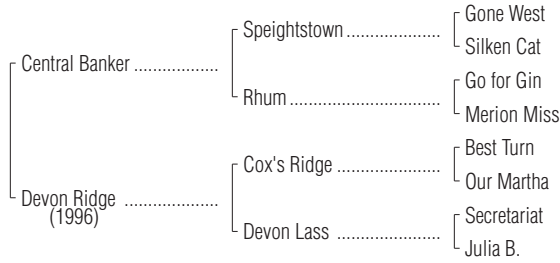 Gone West
Speightstown .....................
Silken Cat
Central Banker ..................
Go for Gin
Rhum .................................
Merion Miss
Best Turn
Cox's Ridge .......................
Our Martha
Devon Ridge ....................
(1996)
Secretariat
Devon Lass .......................
Julia B.